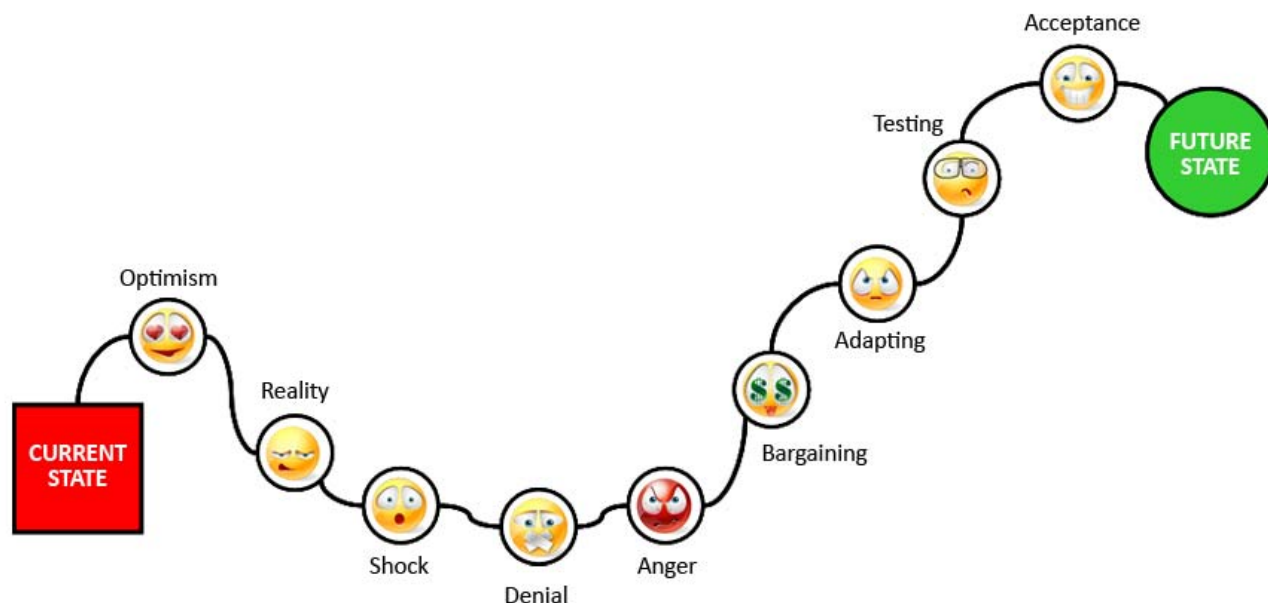 CURRENT
STATE
Optimism
Reality
Shock
Denial
Anger
Bargaining
Adapting
Testing
Acceptance
FUTURE
STATE